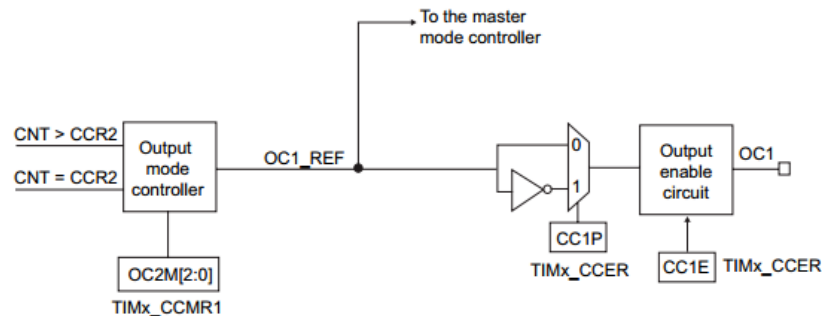 To the master
mode controller
CNT > CCR2
CNT = CCR2
Output
mode
controller
OC1_REF
0
1
Output
enable
circuit
OC1
CC1P
TIMx_CCER
CC1E
TIMx_CCER
OC2M[2:0]
TIMx_CCMR1